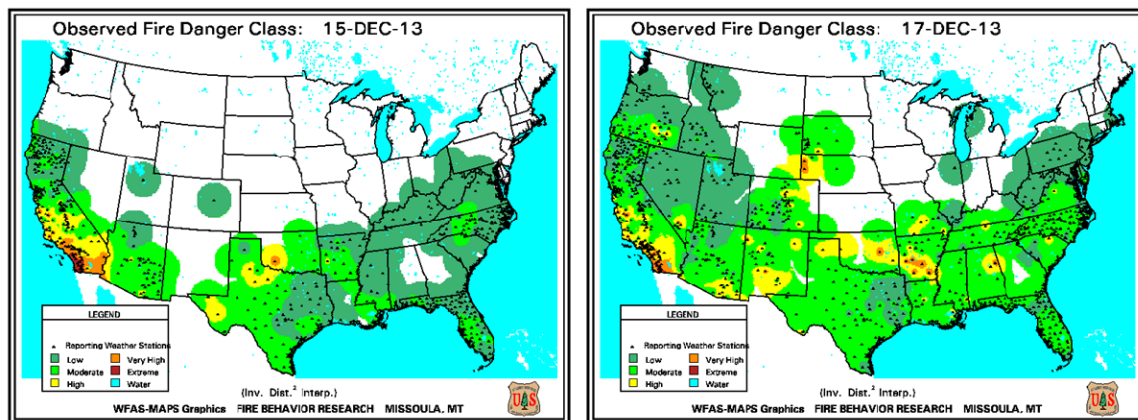 Observed Fire Danger Class: 15-DEC-13
LEGEND
Reporting Weather Stations
Low Very High
Moderate Extreme
High Water
(Inv. Dist.² Interp.)
WFAS-MAPS Graphics FIRE BEHAVIOR RESEARCH MISSOULA, MT
U S
Observed Fire Danger Class: 17-DEC-13
LEGEND
Reporting Weather Stations
Low Very High
Moderate Extreme
High Water
(Inv. Dist.² Interp.)
WFAS-MAPS Graphics FIRE BEHAVIOR RESEARCH MISSOULA, MT
U S